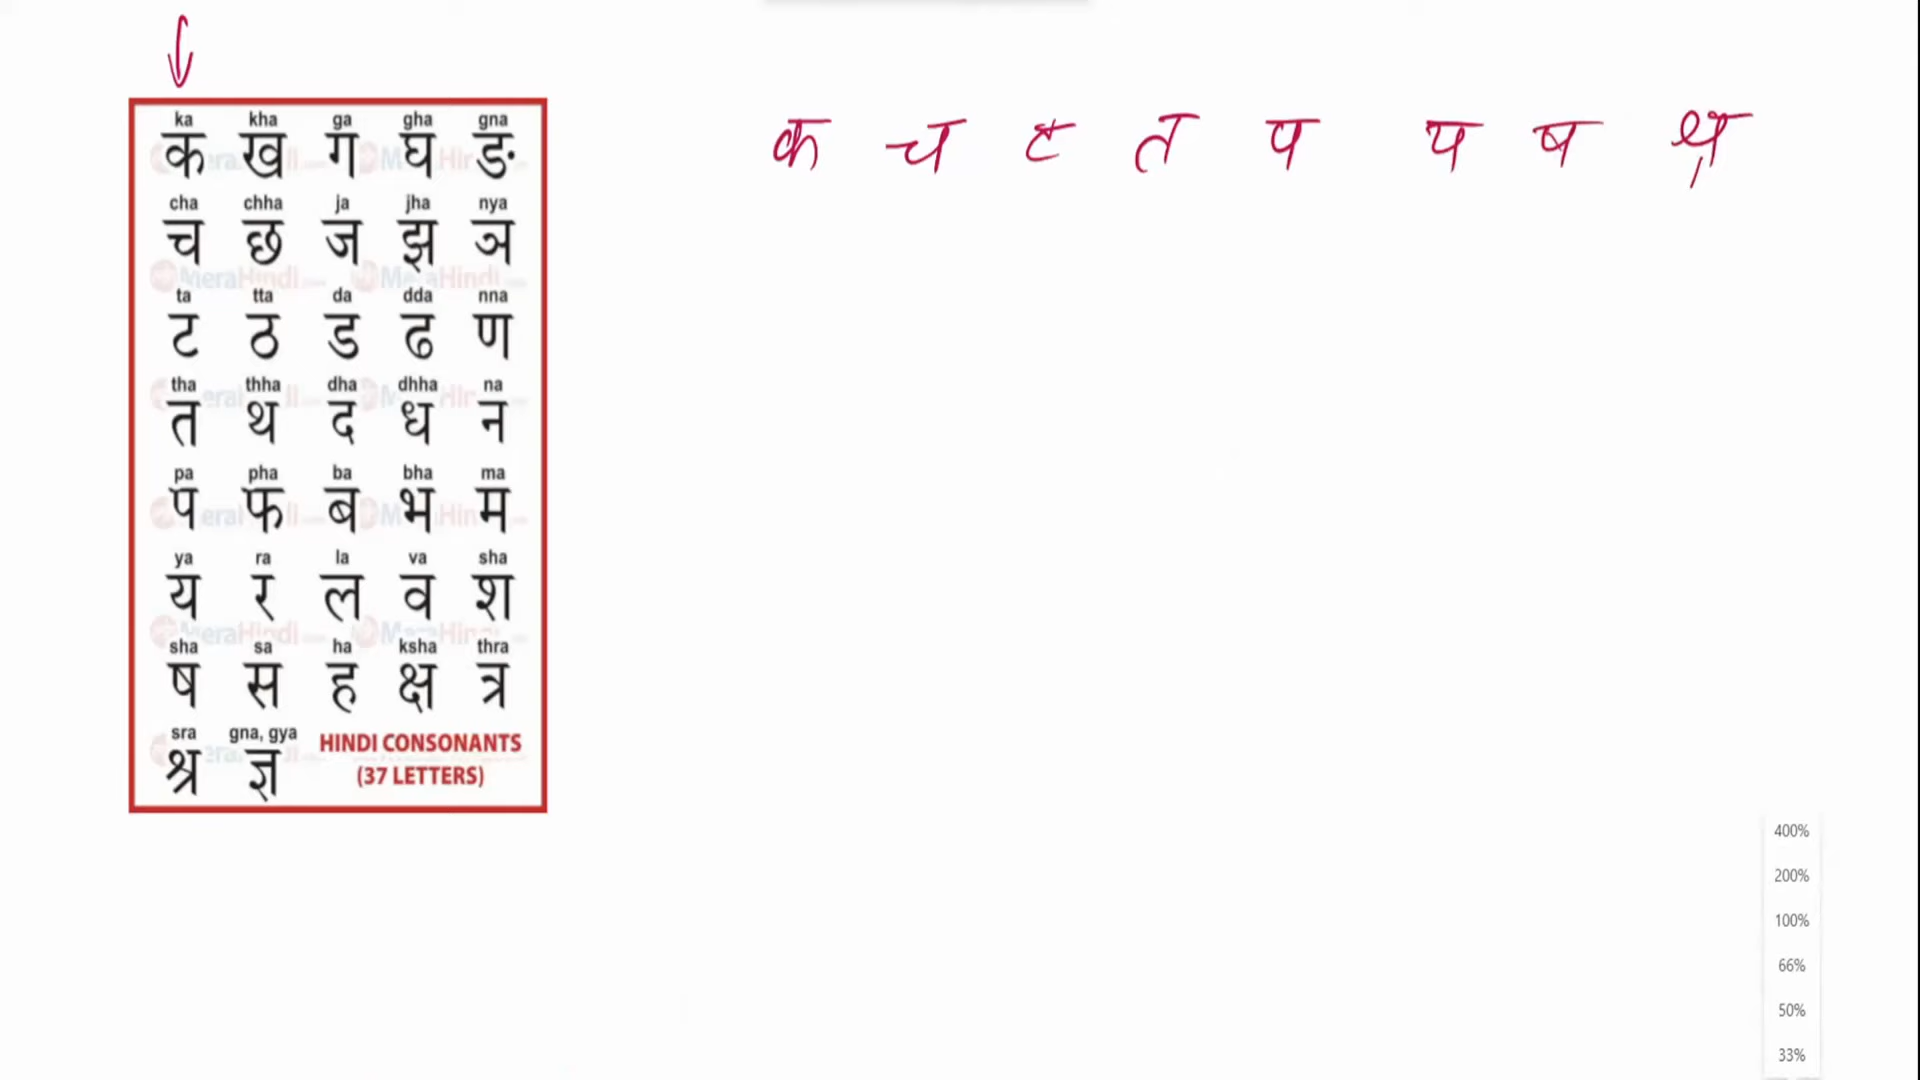 क च ट त प य ष श्र
ka kha ga gha gna
क ख ग घ ङ
cha chha ja jha nya
च छ ज झ ञ
ta tta da dda nna
ट ठ ड ढ ण
tha thha dha dhha na
त थ द ध न
pa pha ba bha ma
प फ ब भ म
ya ra la va sha
य र ल व श
sha sa ha ksha thra
ष स ह क्ष त्र
sra gna, gya
श्र ज्ञ
HINDI CONSONANTS
(37 LETTERS)
400%
200%
100%
66%
50%
33%